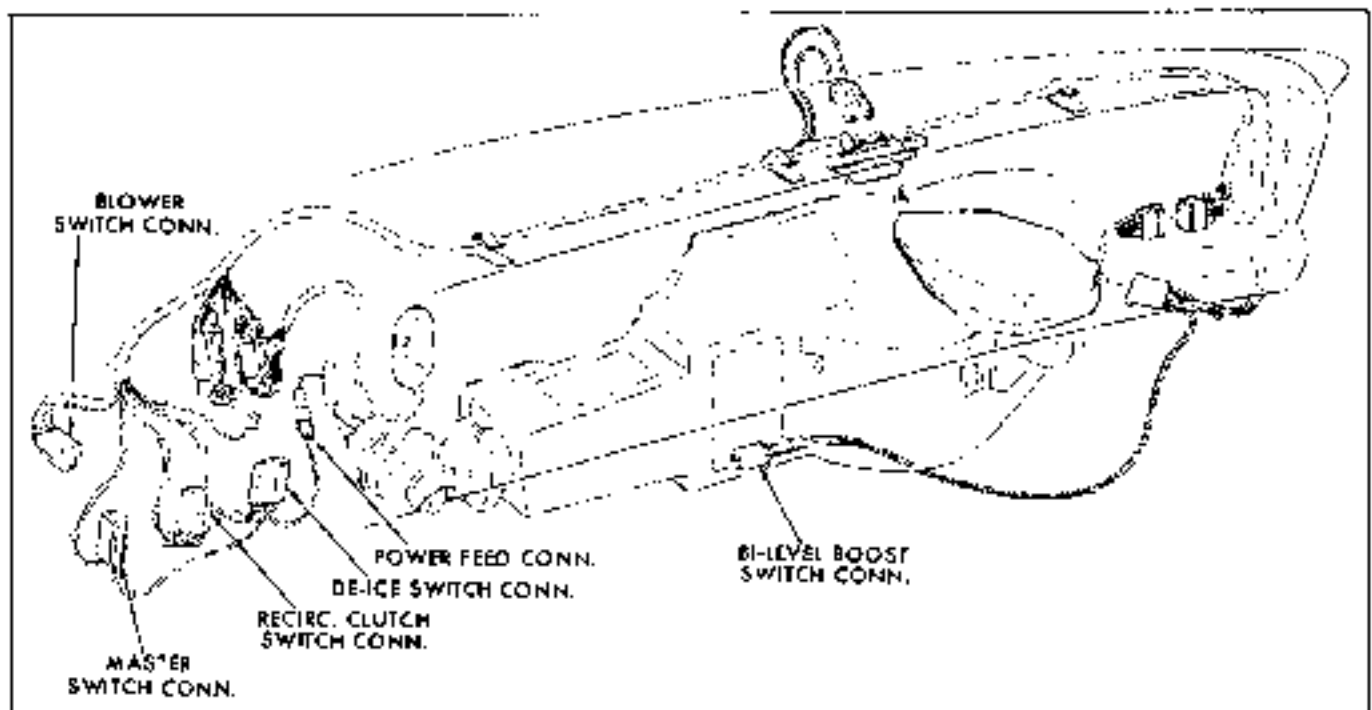 BLOWER
SWITCH CONN.
POWER FEED CONN.
DE-ICE SWITCH CONN.
RECIRC. CLUTCH
SWITCH CONN.
MASTER
SWITCH CONN.
BI-LEVEL BOOST
SWITCH CONN.